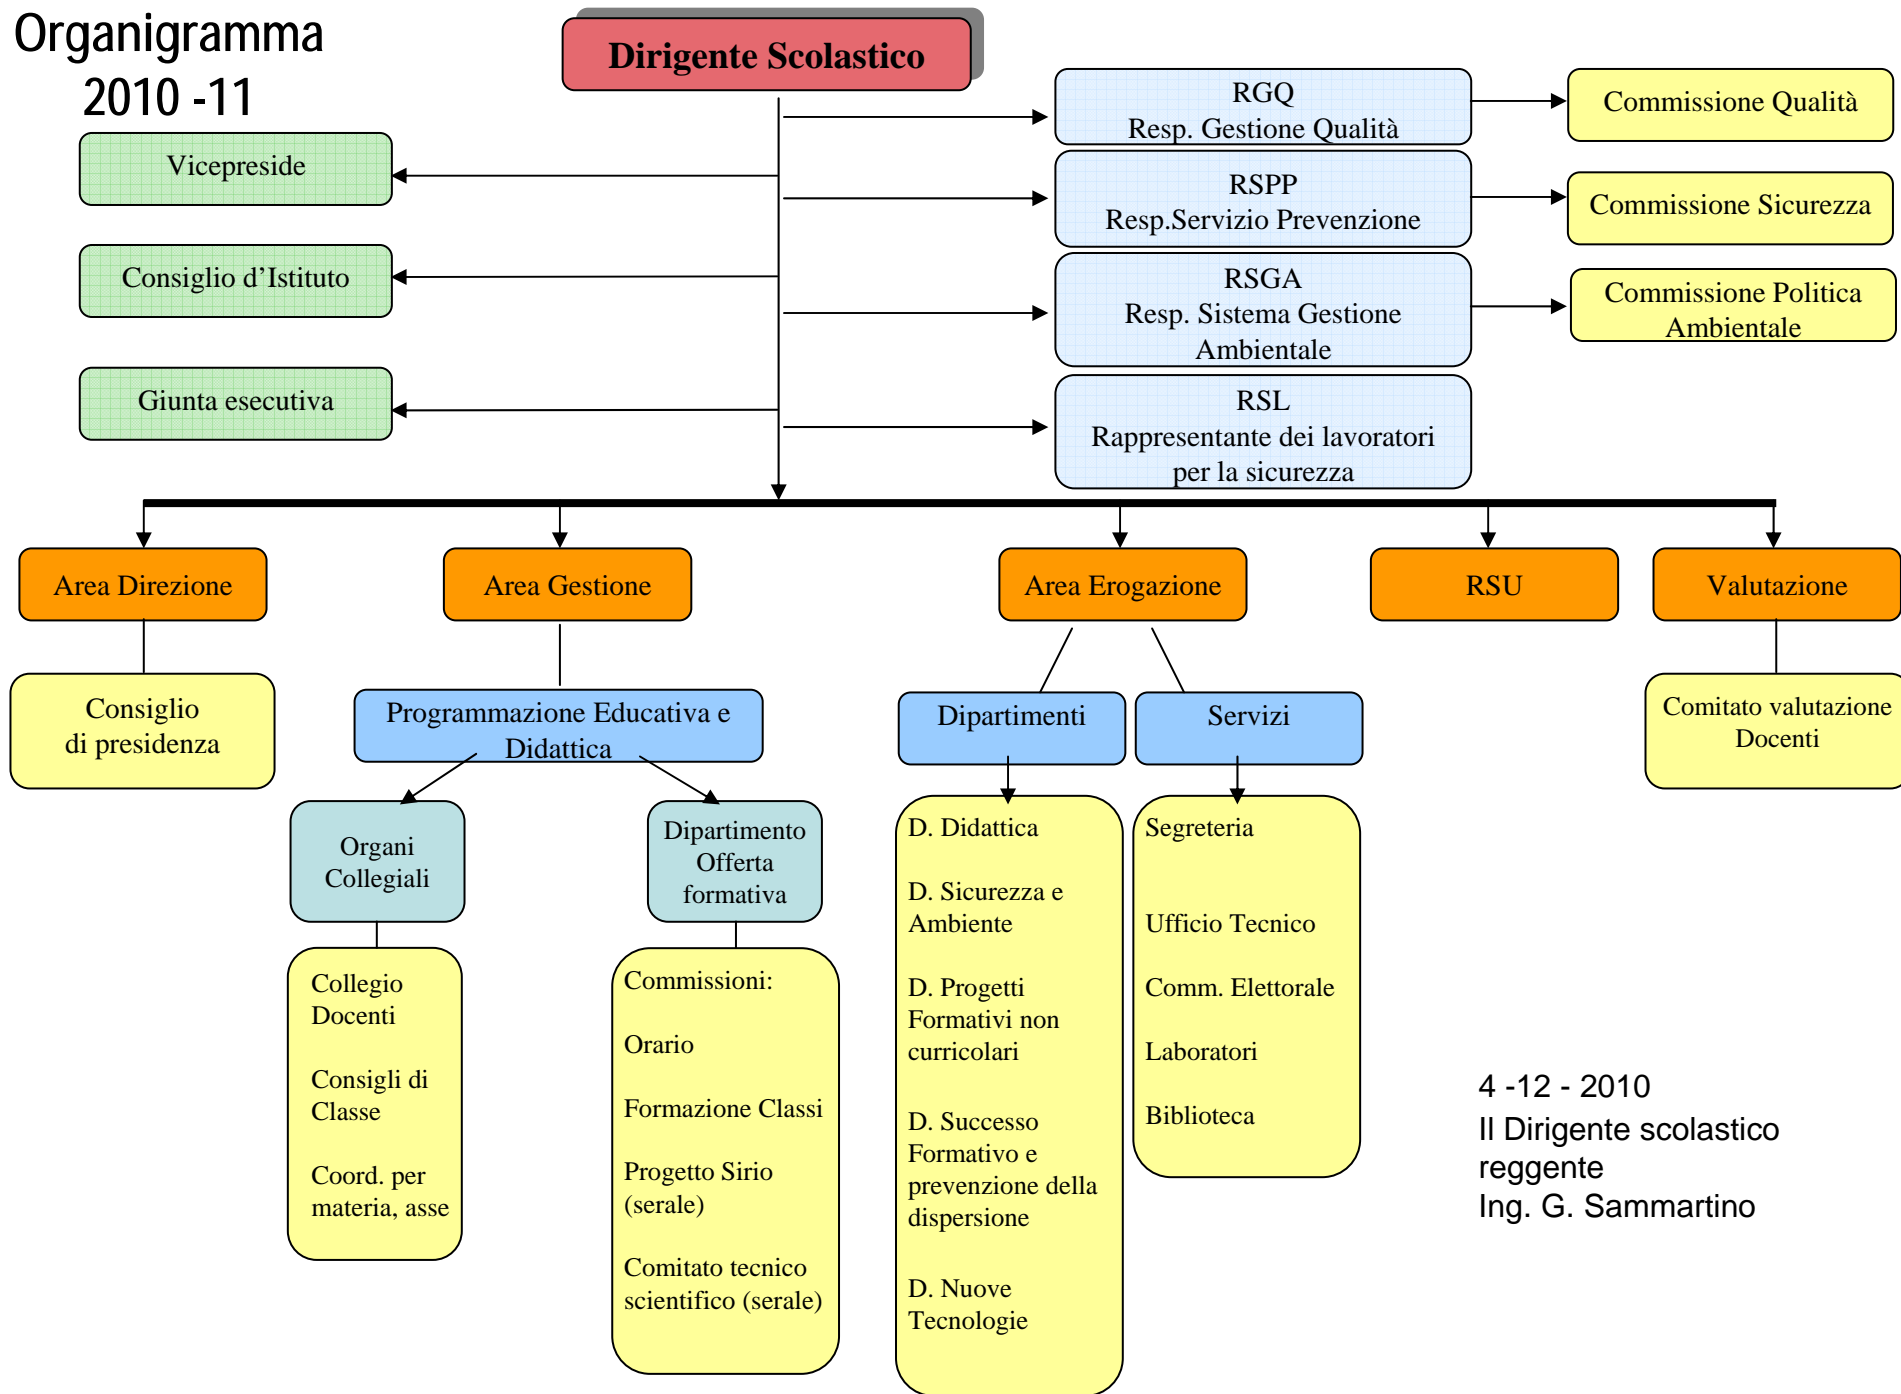 Organigramma
2010 -11
Dirigente Scolastico
RGQ
Resp. Gestione Qualità
Commissione Qualità
Vicepreside
RSPP
Resp.Servizio Prevenzione
Commissione Sicurezza
Consiglio d’Istituto
RSGA
Resp. Sistema Gestione
Ambientale
Commissione Politica
Ambientale
Giunta esecutiva
RSL
Rappresentante dei lavoratori
per la sicurezza
Area Direzione
Area Gestione
Area Erogazione
RSU
Valutazione
Consiglio
di presidenza
Programmazione Educativa e
Didattica
Dipartimenti
Servizi
Comitato valutazione
Docenti
Organi
Collegiali
Dipartimento
Offerta
formativa
Collegio
Docenti
Consigli di
Classe
Coord. per
materia, asse
Commissioni:
Orario
Formazione Classi
Progetto Sirio
(serale)
Comitato tecnico
scientifico (serale)
D. Didattica
D. Sicurezza e
Ambiente
D. Progetti
Formativi non
curricolari
D. Successo
Formativo e
prevenzione della
dispersione
D. Nuove
Tecnologie
Segreteria
Ufficio Tecnico
Comm. Elettorale
Laboratori
Biblioteca
4 -12 - 2010
Il Dirigente scolastico
reggente
Ing. G. Sammartino